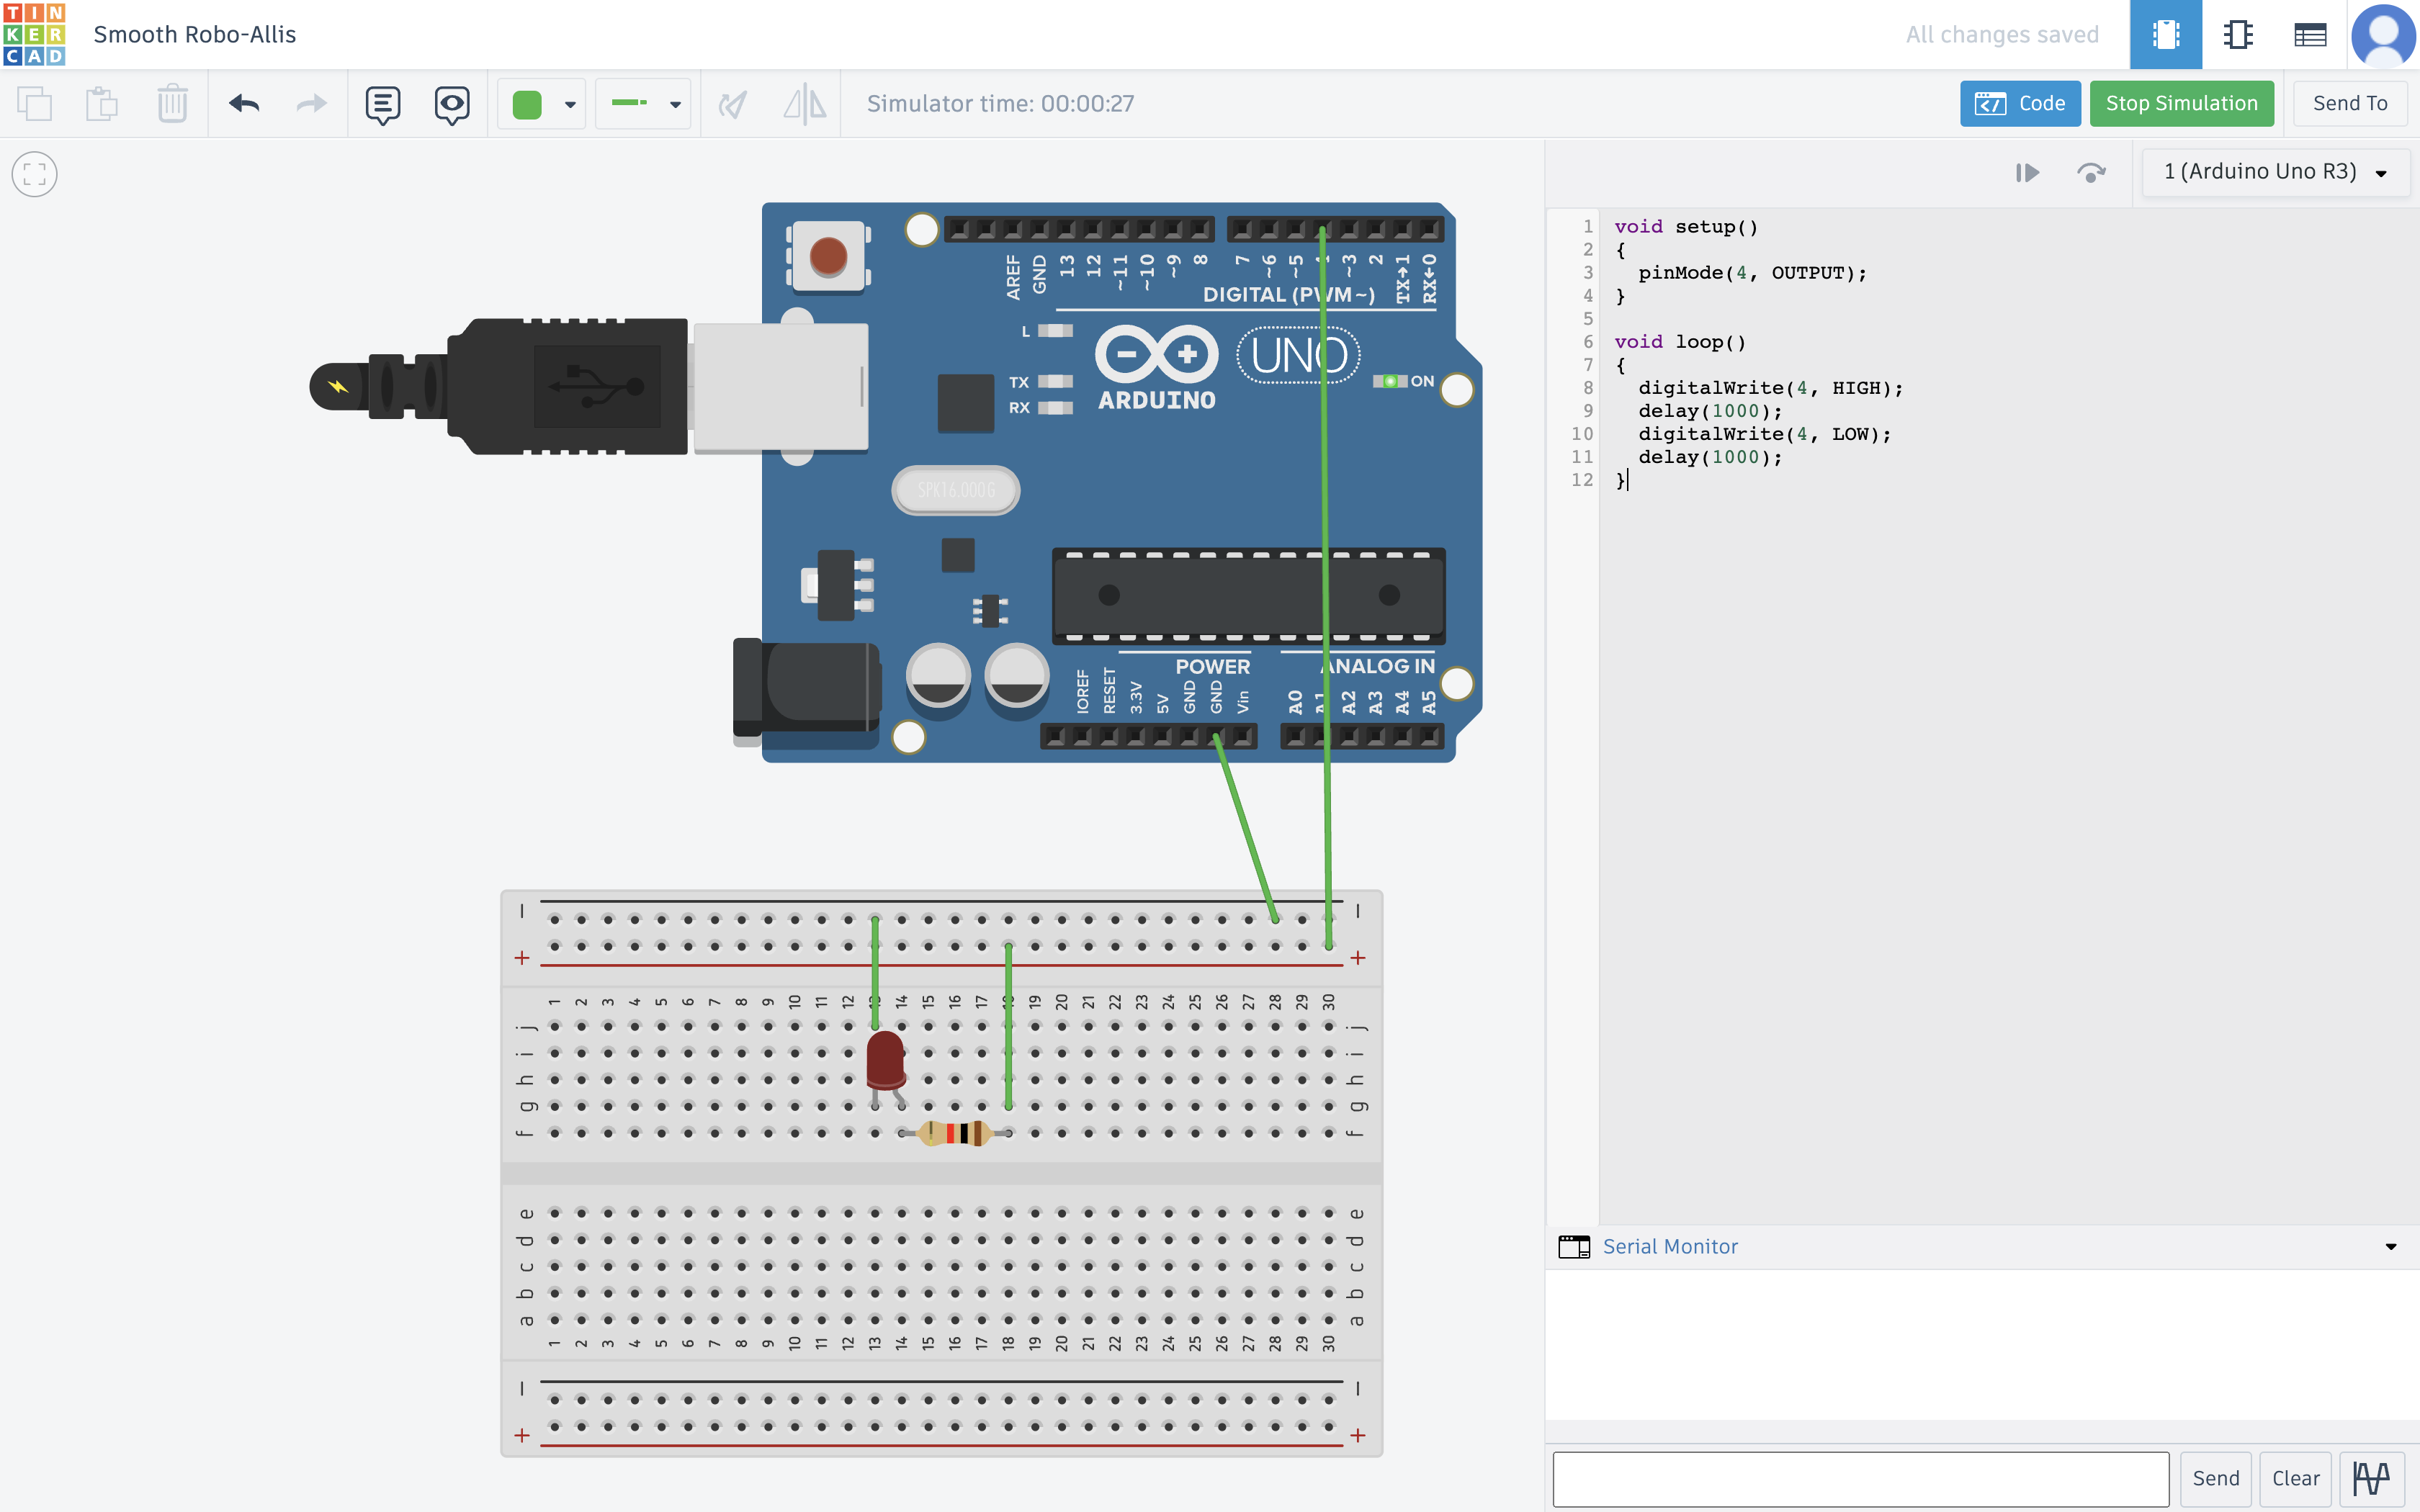 TINKERCAD
Smooth Robo-Allis
All changes saved
Simulator time: 00:00:27
Code
Stop Simulation
Send To
1 (Arduino Uno R3)
AREF
GND
13
12
~11
~10
~9
8
7
~6
~5
~3
2
TX→1
RX←0
DIGITAL (PWM~)
L
TX
RX
ARDUINO
UNO
ON
SPK16.000G
POWER
ANALOG IN
IOREF
RESET
3.3V
5V
GND
GND
Vin
A0
A1
A2
A3
A4
A5
1 void setup()
2 {
3 pinMode(4, OUTPUT);
4 }
5
6 void loop()
7 {
8 digitalWrite(4, HIGH);
9 delay(1000);
10 digitalWrite(4, LOW);
11 delay(1000);
12 }
1 2 3 4 5 6 7 8 9 10 11 12 14 15 16 17 19 20 21 22 23 24 25 26 27 28 29 30
j j
i i
h h
g g
f f
e e
d d
c c
b b
a a
1 2 3 4 5 6 7 8 9 10 11 12 13 14 15 16 17 18 19 20 21 22 23 24 25 26 27 28 29 30
Serial Monitor
Send
Clear